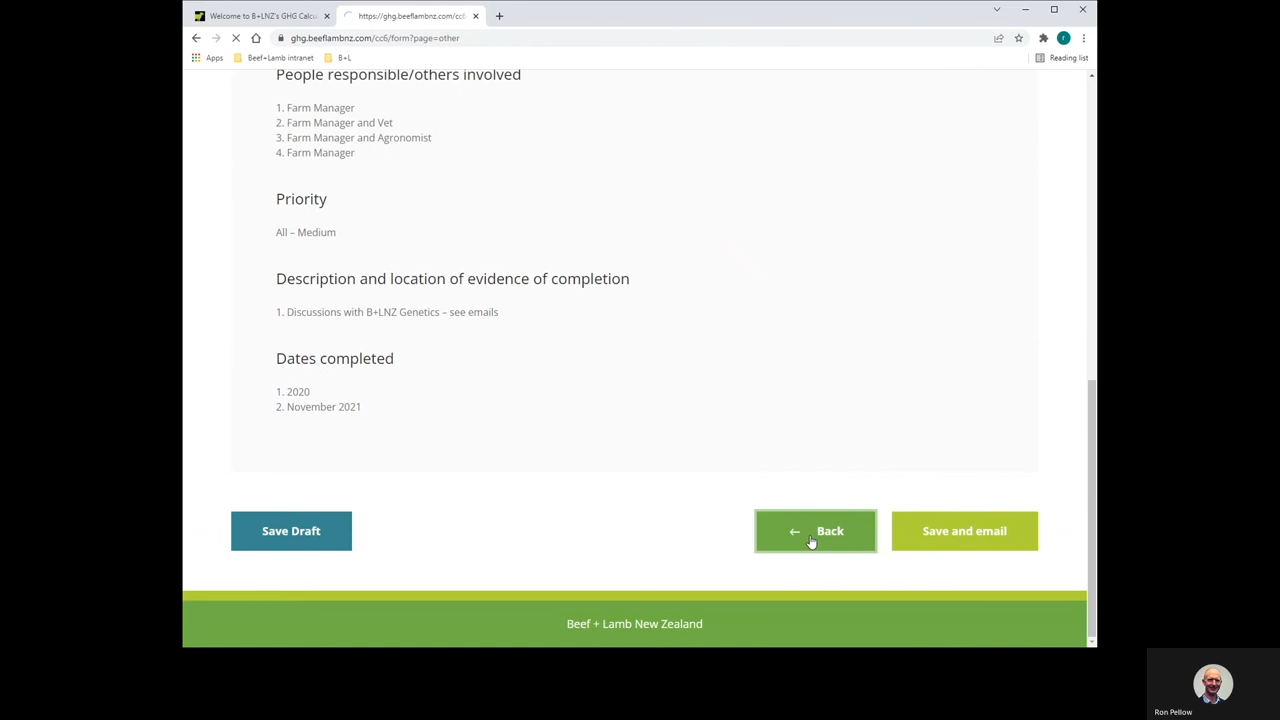 Welcome to B+LNZ's GHG Calcu
https://ghg.beeflambnz.com/cc6
ghg.beeflambnz.com/cc6/form?page=other
Apps
Beef+Lamb intranet
B+L
Reading list
People responsible/others involved
1. Farm Manager
2. Farm Manager and Vet
3. Farm Manager and Agronomist
4. Farm Manager
Priority
All – Medium
Description and location of evidence of completion
1. Discussions with B+LNZ Genetics – see emails
Dates completed
1. 2020
2. November 2021
Save Draft
← Back
Save and email
Beef + Lamb New Zealand
Ron Pellow